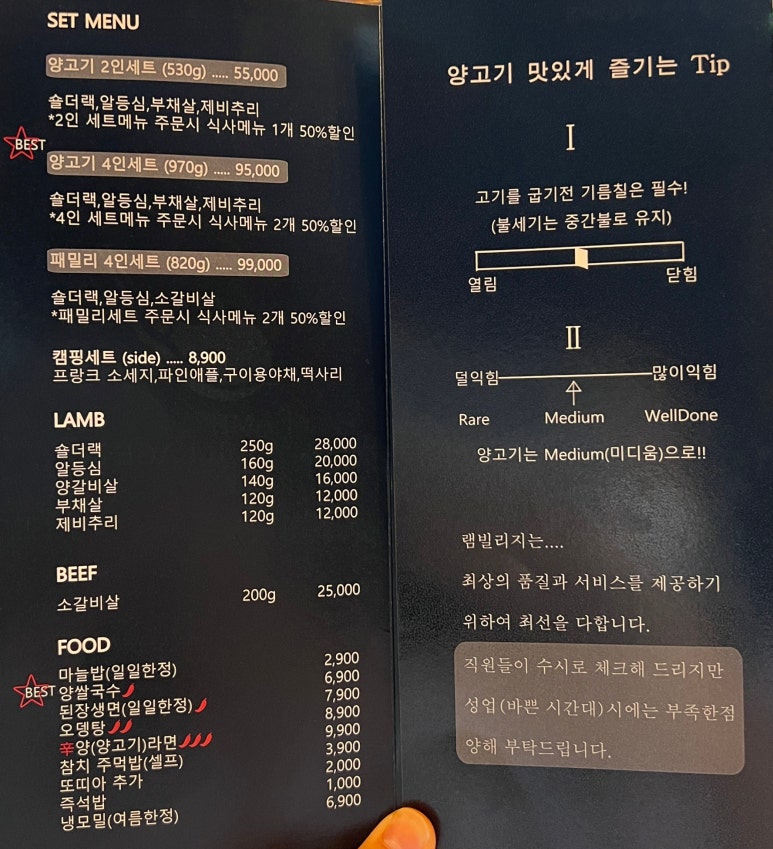 SET MENU
양고기 2인세트 (530g) ..... 55,000
숄더랙,알등심,부채살,제비추리
*2인 세트메뉴 주문시 식사메뉴 1개 50%할인
BEST
양고기 4인세트 (970g) ..... 95,000
숄더랙,알등심,부채살,제비추리
*4인 세트메뉴 주문시 식사메뉴 2개 50%할인
패밀리 4인세트 (820g) ..... 99,000
숄더랙,알등심,소갈비살
*패밀리세트 주문시 식사메뉴 2개 50%할인
캠핑세트 (side) ..... 8,900
프랑크 소세지,파인애플,구이용야채,떡사리
LAMB
숄더랙 250g 28,000
알등심 160g 20,000
양갈비살 140g 16,000
부채살 120g 12,000
제비추리 120g 12,000
BEEF
소갈비살 200g 25,000
FOOD
마늘밥(일일한정) 2,900
BEST 양쌀국수 6,900
된장생면(일일한정) 7,900
오뎅탕 8,900
辛양(양고기)라면 9,900
참치 주먹밥(셀프) 3,900
또띠아 추가 2,000
즉석밥 1,000
냉모밀(여름한정) 6,900
양고기 맛있게 즐기는 Tip
I
고기를 굽기전 기름칠은 필수!
(불세기는 중간불로 유지)
열림 닫힘
II
덜익힘 많이익힘
Rare Medium WellDone
양고기는 Medium(미디움)으로!!
램빌리지는....
최상의 품질과 서비스를 제공하기
위하여 최선을 다합니다.
직원들이 수시로 체크해 드리지만
성업(바쁜 시간대)시에는 부족한점
양해 부탁드립니다.